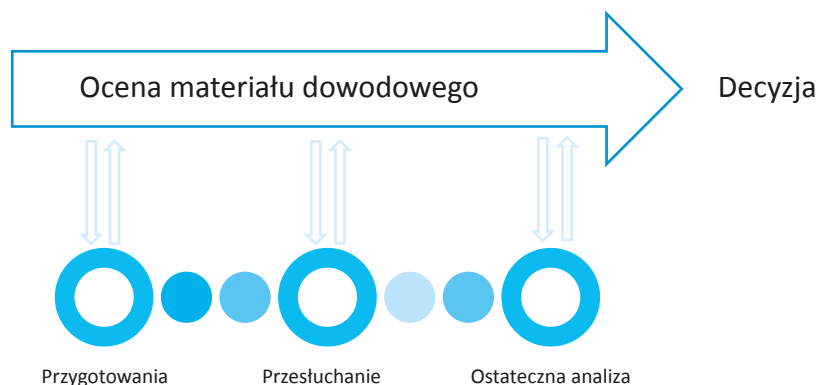 Ocena materiału dowodowego
Decyzja
Przygotowania
Przesłuchanie
Ostateczna analiza